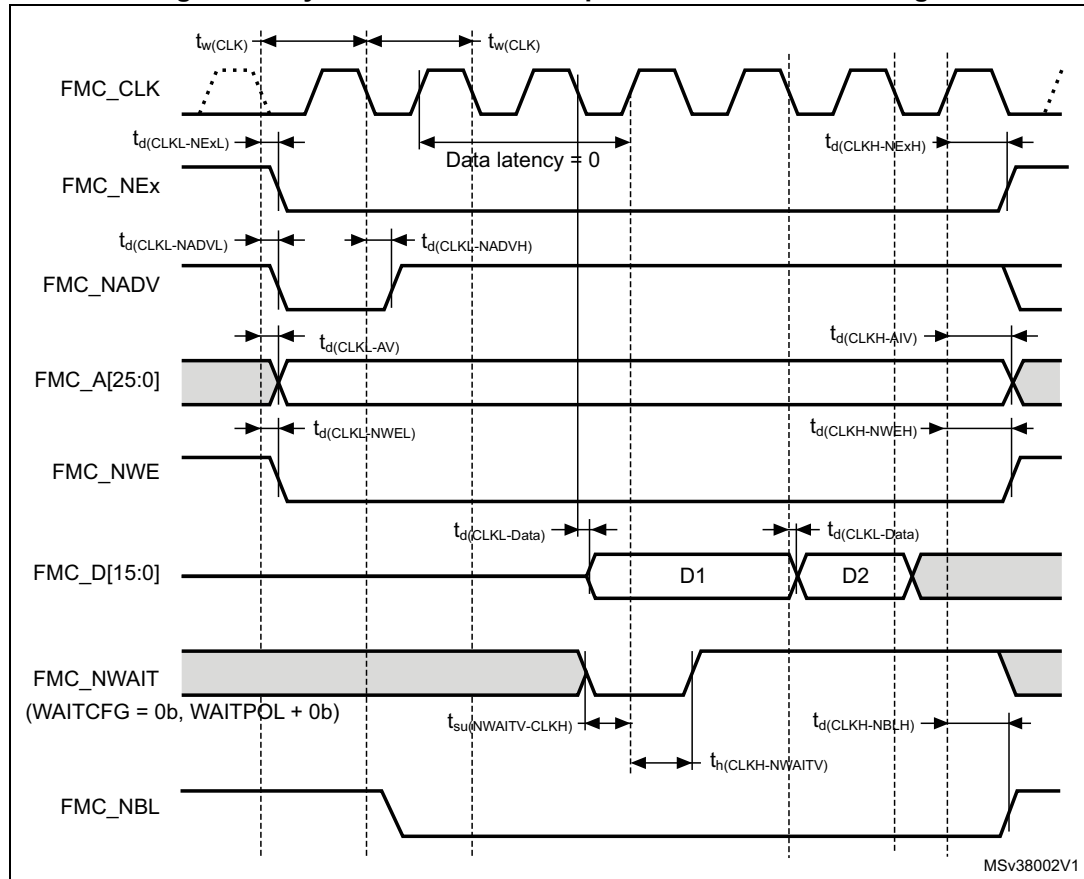 tw(CLK) tw(CLK)
FMC_CLK
td(CLKL-NExL) Data latency = 0 td(CLKH-NExH)
FMC_NEx
td(CLKL-NADVL) td(CLKL-NADVH)
FMC_NADV
td(CLKL-AV) td(CLKH-AIV)
FMC_A[25:0]
td(CLKL-NWEL) td(CLKH-NWEH)
FMC_NWE
td(CLKL-Data) td(CLKL-Data)
FMC_D[15:0] D1 D2
FMC_NWAIT
(WAITCFG = 0b, WAITPOL + 0b)
tsu(NWAITV-CLKH) td(CLKH-NBLH)
th(CLKH-NWAITV)
FMC_NBL
MSv38002V1